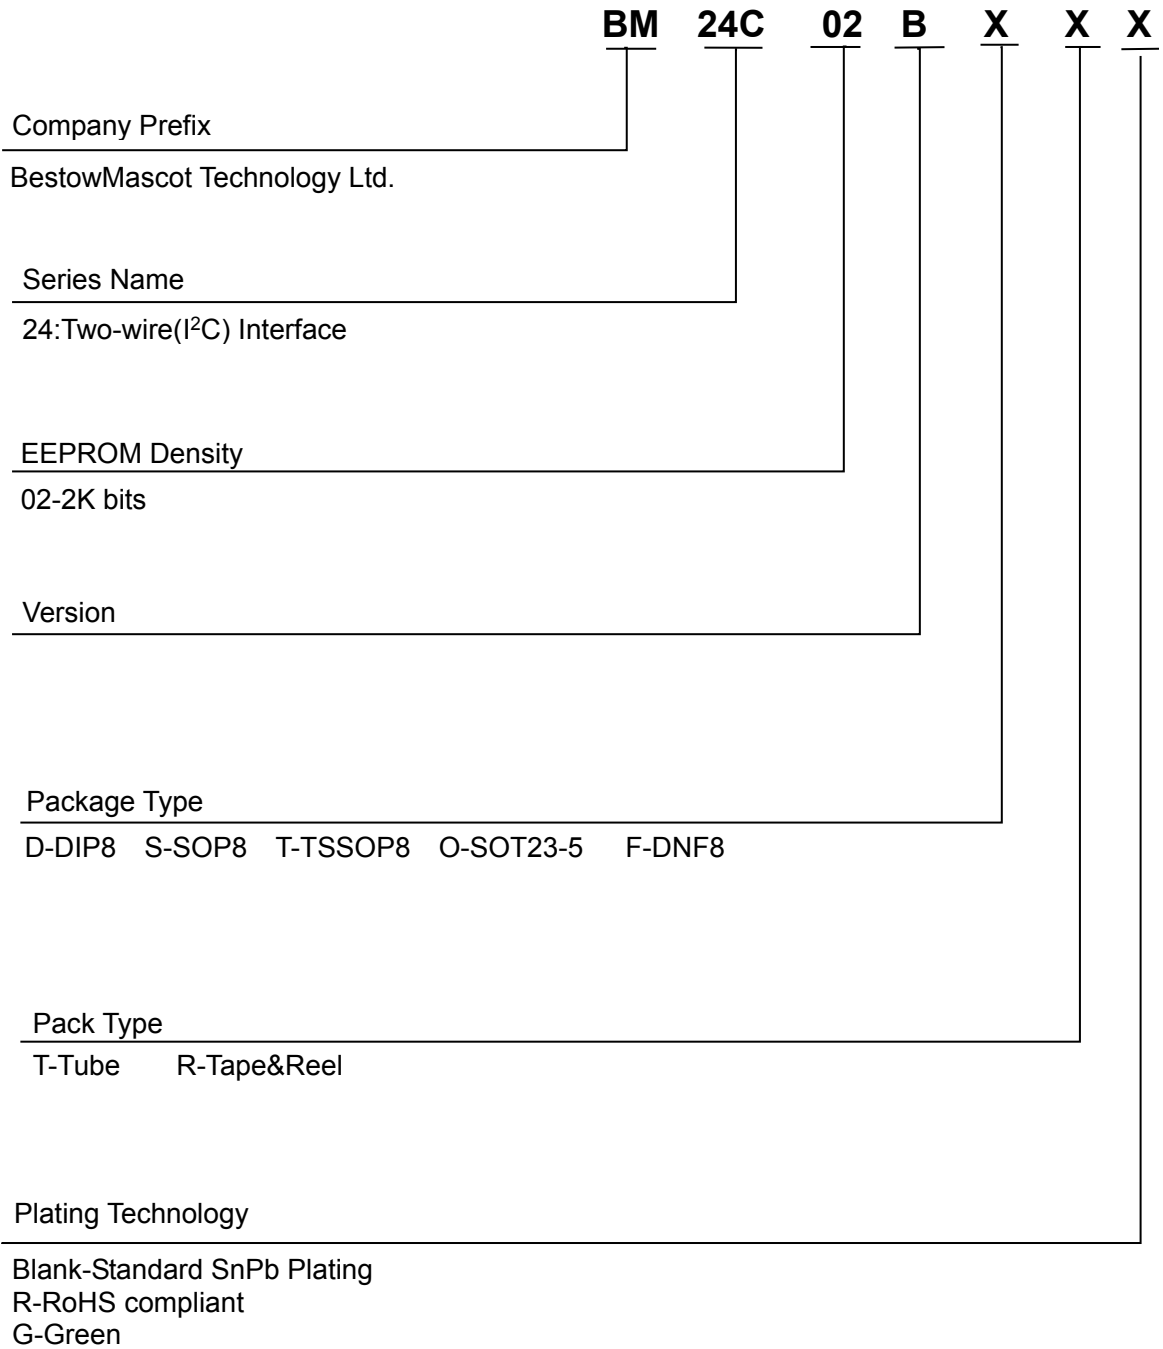 BM 24C 02 B X X X
Company Prefix
BestowMascot Technology Ltd.
Series Name
24:Two-wire(I²C) Interface
EEPROM Density
02-2K bits
Version
Package Type
D-DIP8 S-SOP8 T-TSSOP8 O-SOT23-5 F-DNF8
Pack Type
T-Tube R-Tape&Reel
Plating Technology
Blank-Standard SnPb Plating
R-RoHS compliant
G-Green